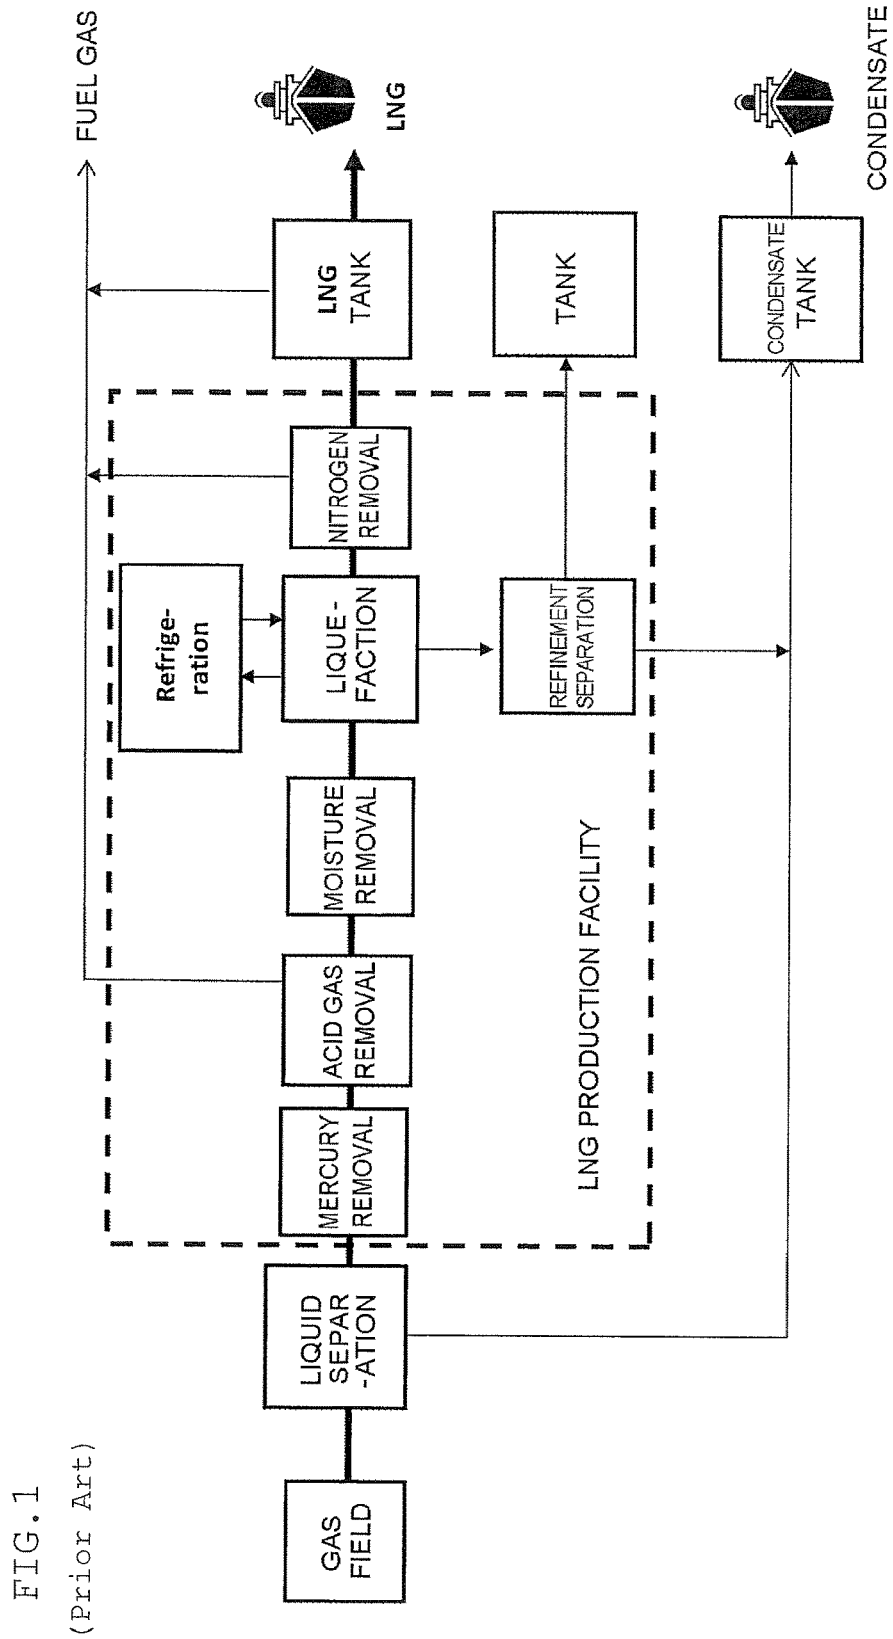 FIG.1
(Prior Art)
FUEL GAS
Refrige-
ration
GAS
FIELD
LIQUID
SEPAR
-ATION
MERCURY
REMOVAL
ACID GAS
REMOVAL
MOISTURE
REMOVAL
LIQUE-
FACTION
NITROGEN
REMOVAL
LNG
TANK
LNG
REFINEMENT
SEPARATION
TANK
LNG PRODUCTION FACILITY
CONDENSATE
TANK
CONDENSATE